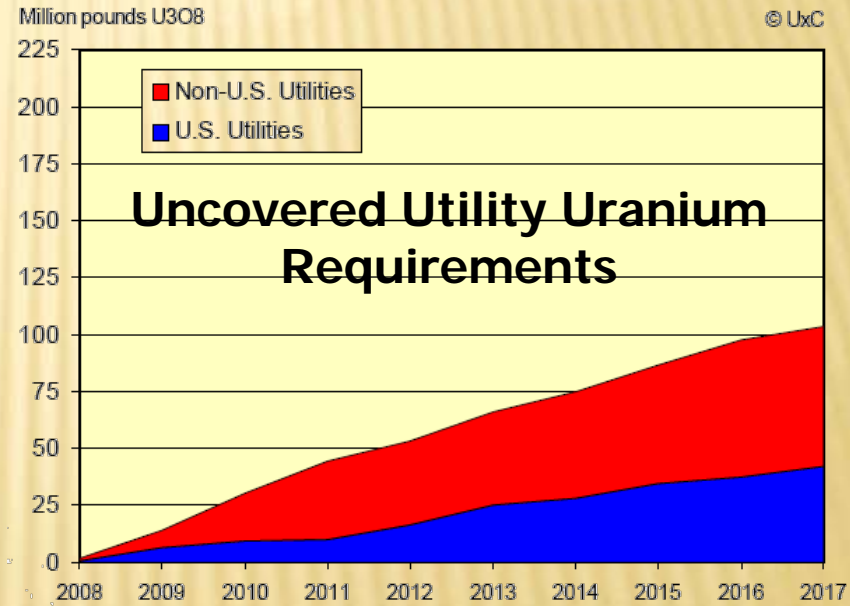 Million pounds U3O8
© UxC
225
200
175
150
125
100
75
50
25
0
Non-U.S. Utilities
U.S. Utilities
Uncovered Utility Uranium
Requirements
2008 2009 2010 2011 2012 2013 2014 2015 2016 2017